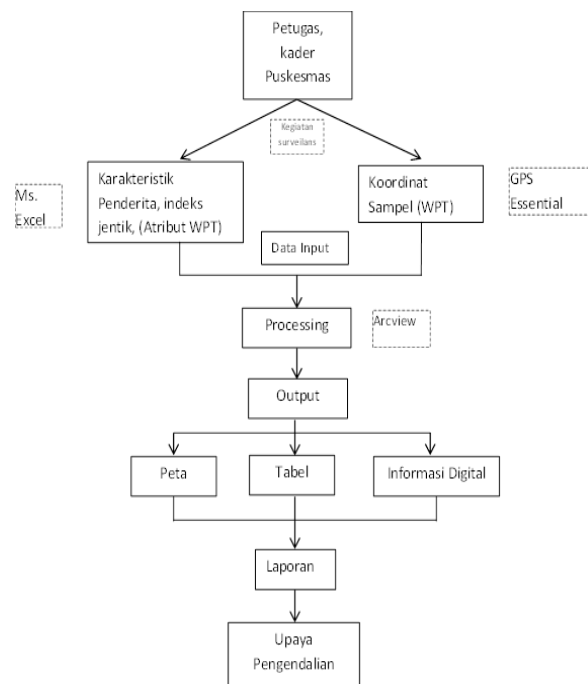 Petugas,
kader
Puskesmas
Kegiatan
surveilans
Ms.
Excel
Karakteristik
Penderita, indeks
jentik, (Atribut WPT)
Koordinat
Sampel (WPT)
GPS
Essential
Data Input
Processing
Arcview
Output
Peta
Tabel
Informasi Digital
Laporan
Upaya
Pengendalian